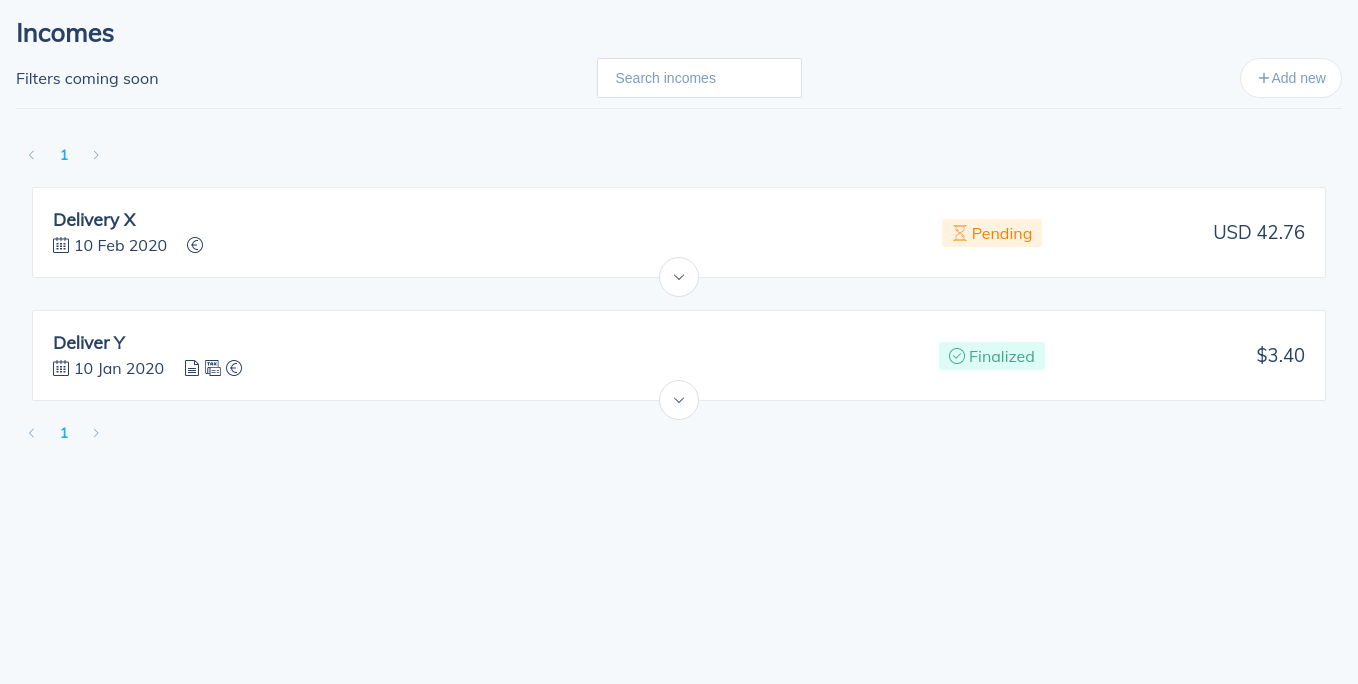 Incomes
Filters coming soon
Search incomes
+ Add new
1
Delivery X
10 Feb 2020
Pending
USD 42.76
Deliver Y
10 Jan 2020
TAX
Finalized
$3.40
1